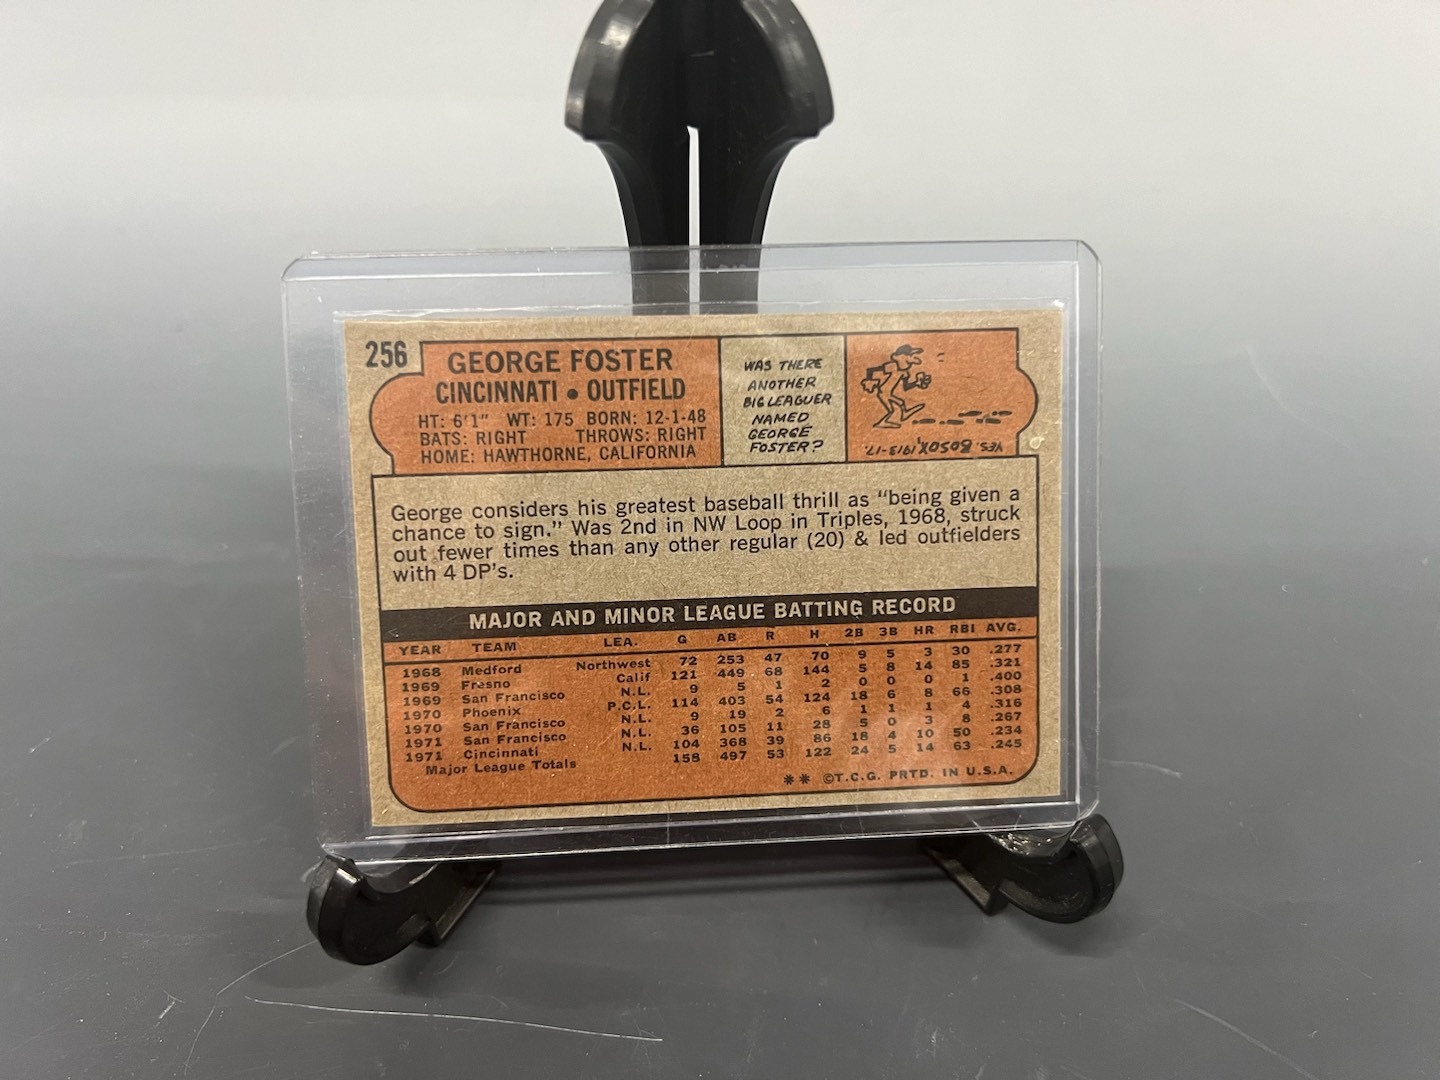 256
GEORGE FOSTER
CINCINNATI • OUTFIELD
HT: 6'1" WT: 175 BORN: 12-1-48
BATS: RIGHT THROWS: RIGHT
HOME: HAWTHORNE, CALIFORNIA
WAS THERE
ANOTHER
BIG LEAGUER
NAMED
GEORGE
FOSTER?
YES, BOSOX, 1913-17.
George considers his greatest baseball thrill as "being given a
chance to sign." Was 2nd in NW Loop in Triples, 1968, struck
out fewer times than any other regular (20) & led outfielders
with 4 DP's.
MAJOR AND MINOR LEAGUE BATTING RECORD
YEAR TEAM LEA. G AB R H 2B 3B HR RBI AVG.
1968 Medford Northwest 72 253 47 70 9 5 3 30 .277
1969 Fresno Calif 121 449 68 144 5 8 14 85 .321
1969 San Francisco N.L. 9 5 1 2 0 0 0 1 .400
1970 Phoenix P.C.L. 114 403 54 124 18 6 8 66 .308
1970 San Francisco N.L. 9 19 2 6 1 1 1 4 .316
1971 San Francisco N.L. 36 105 11 28 5 0 3 8 .267
1971 Cincinnati N.L. 104 368 39 86 18 4 10 50 .234
Major League Totals 158 497 53 122 24 5 14 63 .245
** ©T.C.G. PRTD. IN U.S.A.